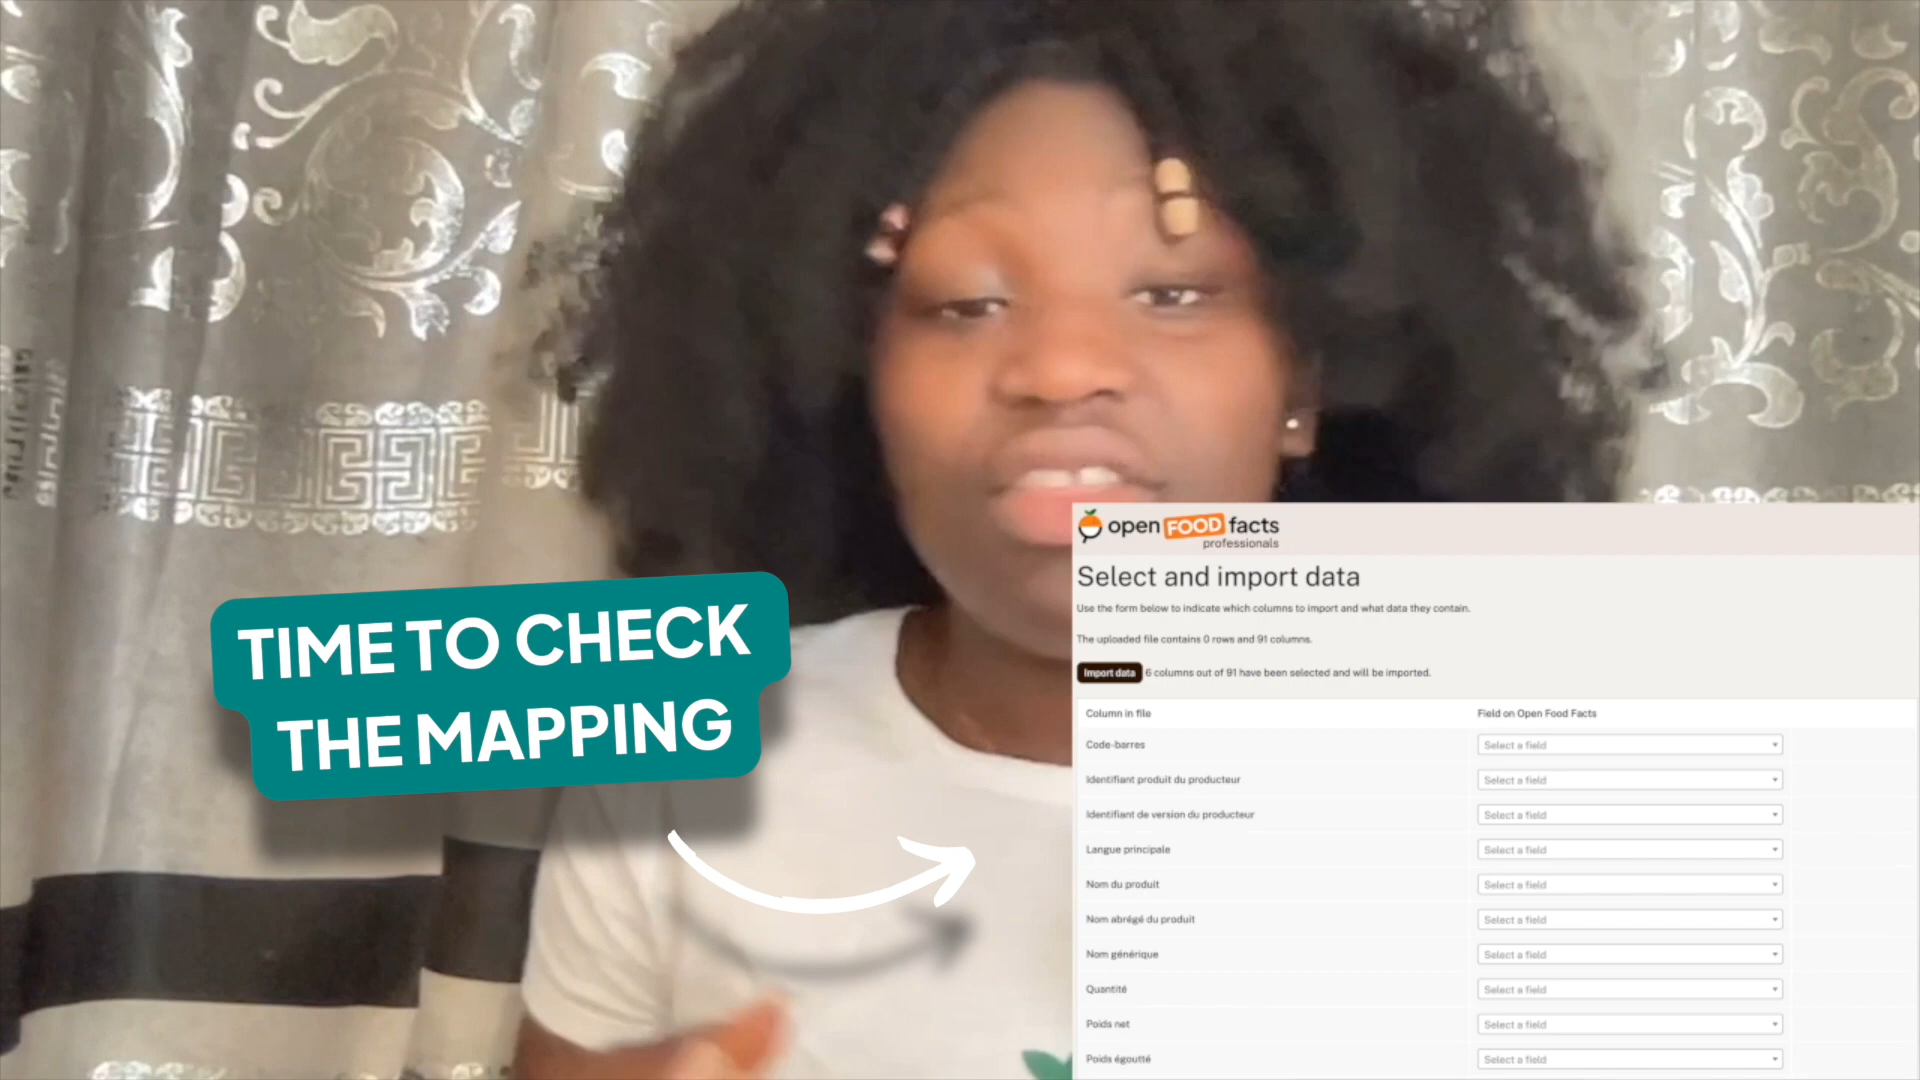 TIME TO CHECK
THE MAPPING
open FOOD facts
professionals
Select and import data
Use the form below to indicate which columns to import and what data they contain.
The uploaded file contains 0 rows and 91 columns.
Import data 6 columns out of 91 have been selected and will be imported.
Column in file Field on Open Food Facts
Code-barres Select a field
Identifiant produit du producteur Select a field
Identifiant de version du producteur Select a field
Langue principale Select a field
Nom du produit Select a field
Nom abrégé du produit Select a field
Nom générique Select a field
Quantité Select a field
Poids net Select a field
Poids égoutté Select a field